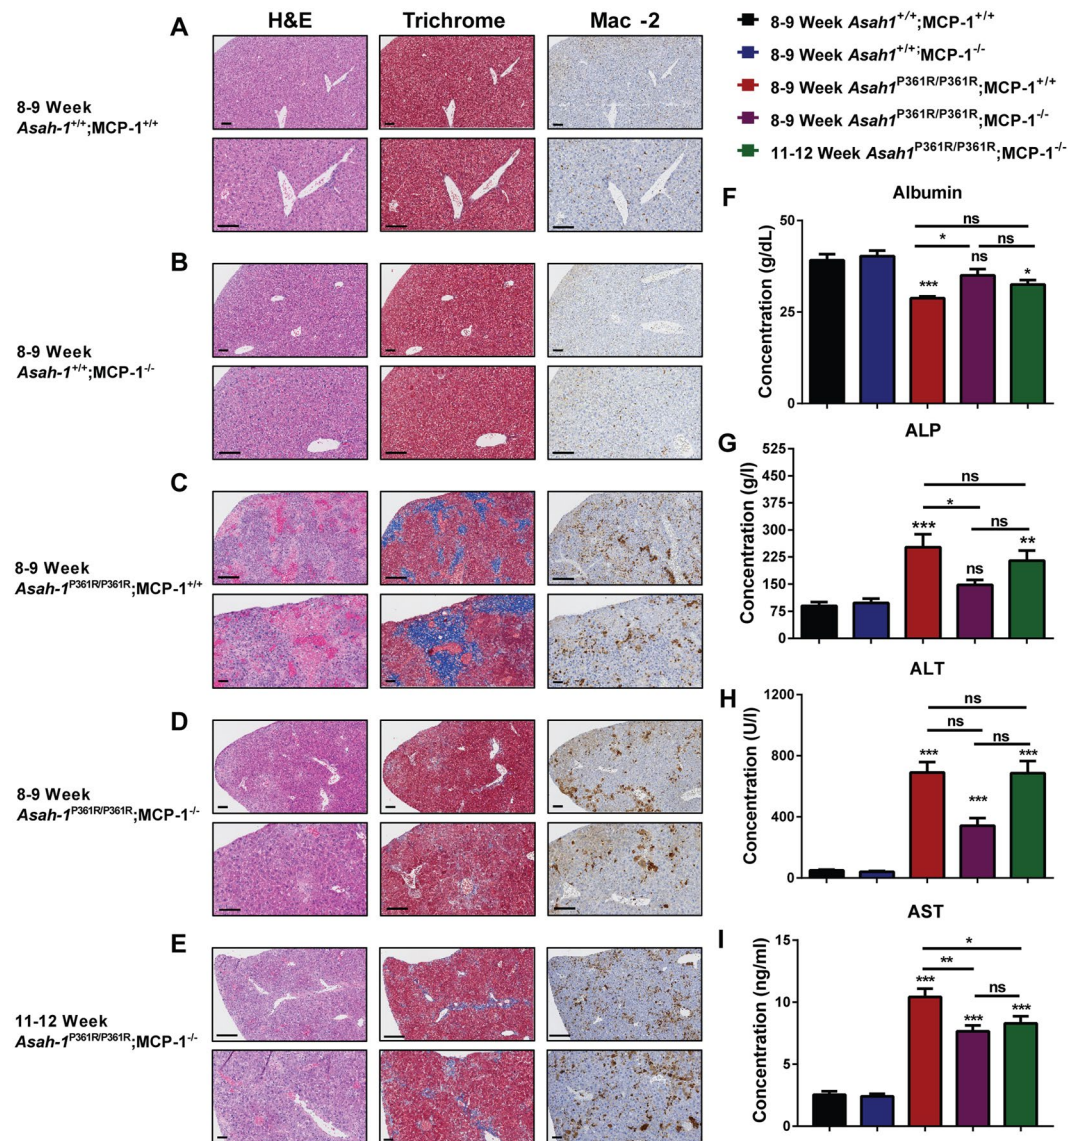 H&E Trichrome Mac -2
A
8-9 Week
Asah-1+/+;MCP-1+/+
B
8-9 Week
Asah-1+/+;MCP-1-/-
C
8-9 Week
Asah-1P361R/P361R;MCP-1+/+
D
8-9 Week
Asah-1P361R/P361R;MCP-1-/-
E
11-12 Week
Asah-1P361R/P361R;MCP-1-/-
8-9 Week Asah1+/+;MCP-1+/+
8-9 Week Asah1+/+;MCP-1-/-
8-9 Week Asah1P361R/P361R;MCP-1+/+
8-9 Week Asah1P361R/P361R;MCP-1-/-
11-12 Week Asah1P361R/P361R;MCP-1-/-
F
Albumin
Concentration (g/dL)
50
25
0
ns
* ns
ns
*** *
G
ALP
Concentration (g/l)
525
450
375
300
225
150
75
0
ns
*
ns
*** **
ns
H
ALT
Concentration (U/l)
1200
800
400
0
ns
ns
ns
*** ***
***
I
AST
Concentration (ng/ml)
15
10
5
0
*
**
ns
***
*** ***